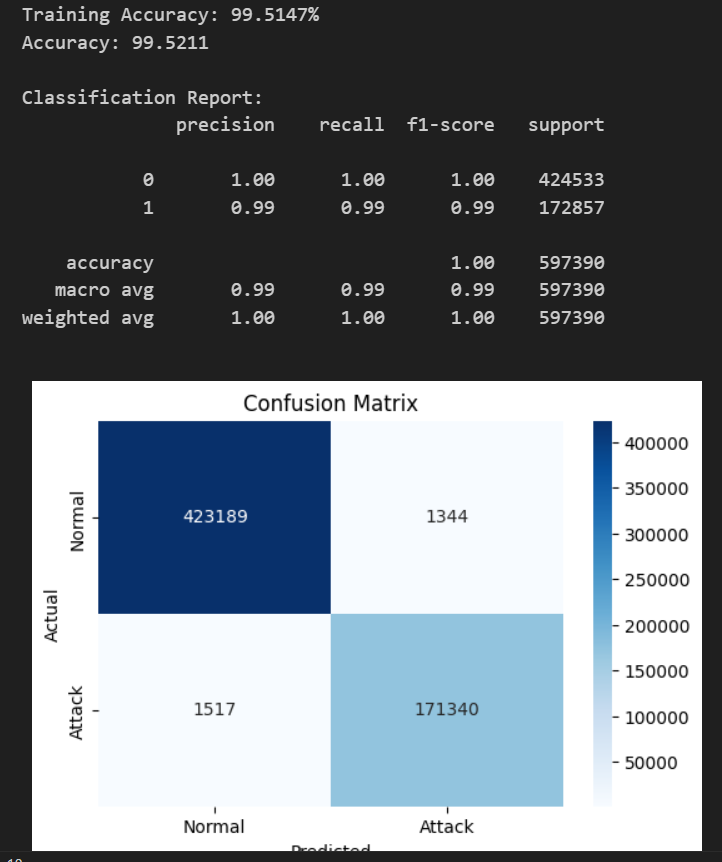 Training Accuracy: 99.5147%
Accuracy: 99.5211
Classification Report:
precision recall f1-score support
0 1.00 1.00 1.00 424533
1 0.99 0.99 0.99 172857
accuracy 1.00 597390
macro avg 0.99 0.99 0.99 597390
weighted avg 1.00 1.00 1.00 597390
Confusion Matrix
Actual
Normal
423189 1344
Attack
1517 171340
Normal Attack
Predicted
400000
350000
300000
250000
200000
150000
100000
50000